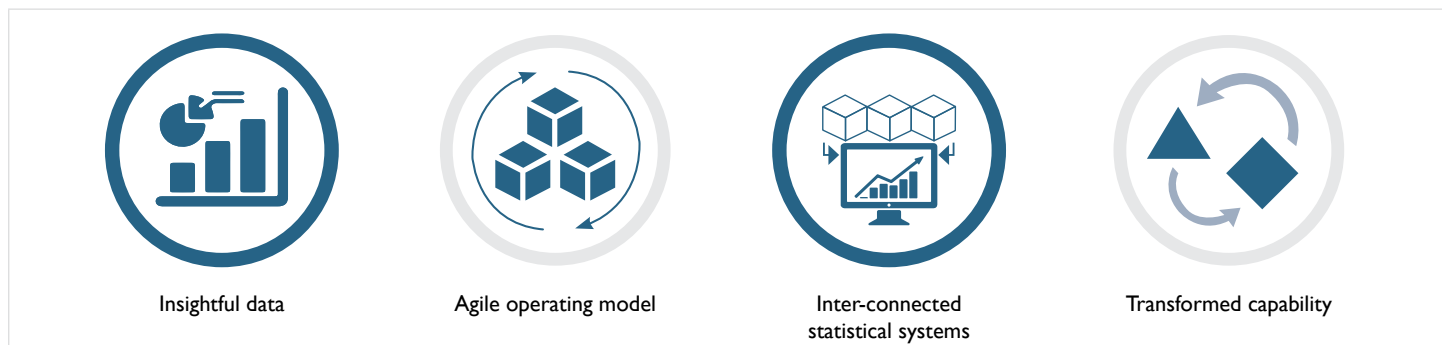 Insightful data
Agile operating model
Inter-connected
statistical systems
Transformed capability